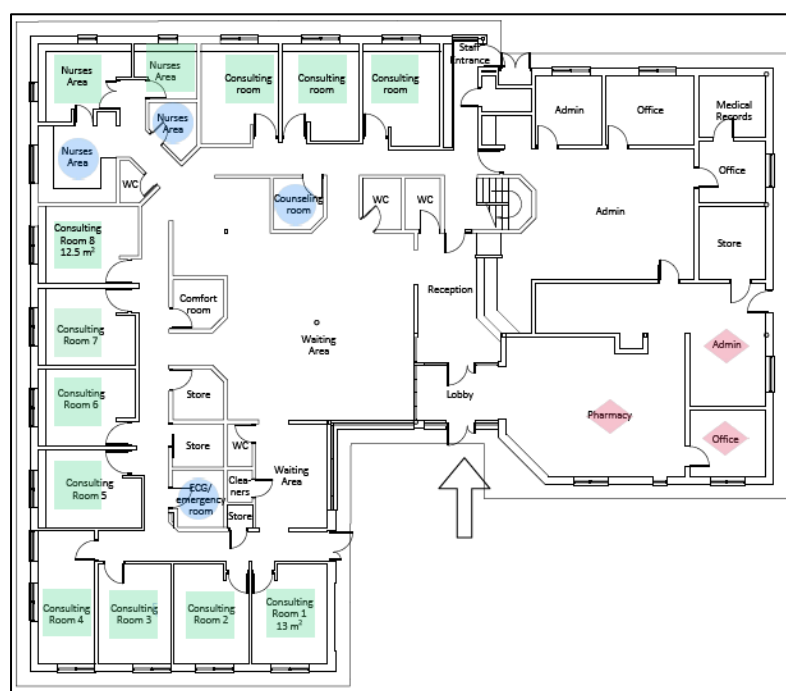 Staff
Entrance
Nurses
Area
Nurses
Area
Consulting
room
Consulting
room
Consulting
room
Admin
Office
Medical
Records
Nurses
Area
Nurses
Area
Office
WC
Counseling
room
WC
WC
Admin
Consulting
Room 8
12.5 m²
Store
Comfort
room
Reception
Consulting
Room 7
Waiting
Area
Admin
Consulting
Room 6
Store
Lobby
Pharmacy
Store
WC
Waiting
Area
Office
Consulting
Room 5
ECG/
emergency
room
Clea-
ners
Store
Consulting
Room 4
Consulting
Room 3
Consulting
Room 2
Consulting
Room 1
13 m²